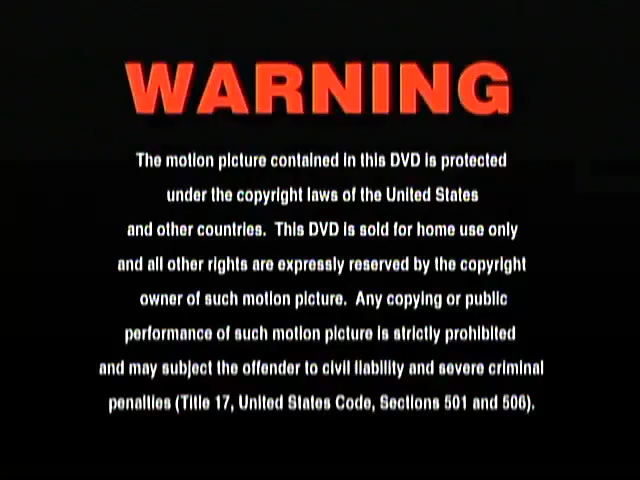 WARNING
The motion picture contained in this DVD is protected
under the copyright laws of the United States
and other countries.  This DVD is sold for home use only
and all other rights are expressly reserved by the copyright
owner of such motion picture.  Any copying or public
performance of such motion picture is strictly prohibited
and may subject the offender to civil liability and severe criminal
penalties (Title 17, United States Code, Sections 501 and 506).